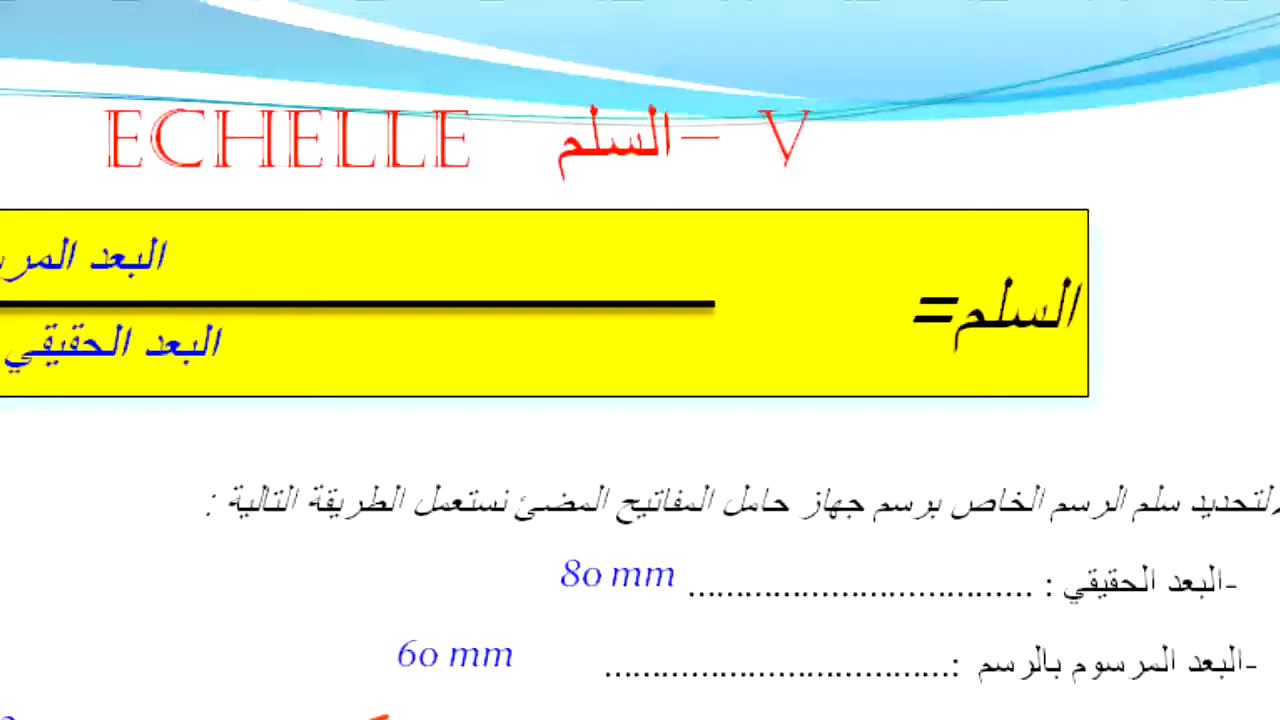 V –السلم ECHELLE
البعد
السلم=
البعد الحقيقي
لتحديد سلم الرسم الخاص برسم جهاز حامل المفاتيح المضئ نستعمل الطريقة التالية :
-البعد الحقيقي : .................................. 80 mm
-البعد المرسوم بالرسم :................................... 60 mm